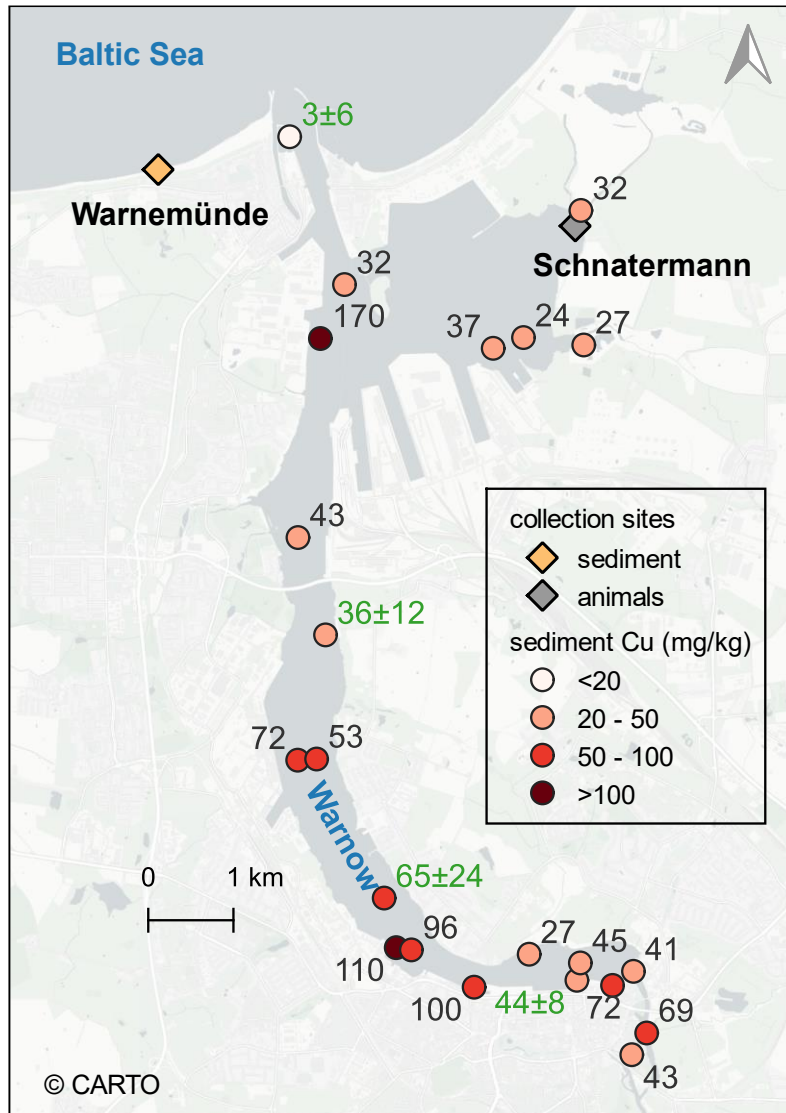 Baltic Sea
3±6
Warnemünde
32
Schnatermann
32
170
37
24
27
43
36±12
72
53
Warnow
65±24
96
110
100
27
45
41
44±8
72
69
43
0 1 km
collection sites
sediment
animals
sediment Cu (mg/kg)
<20
20 - 50
50 - 100
>100
© CARTO